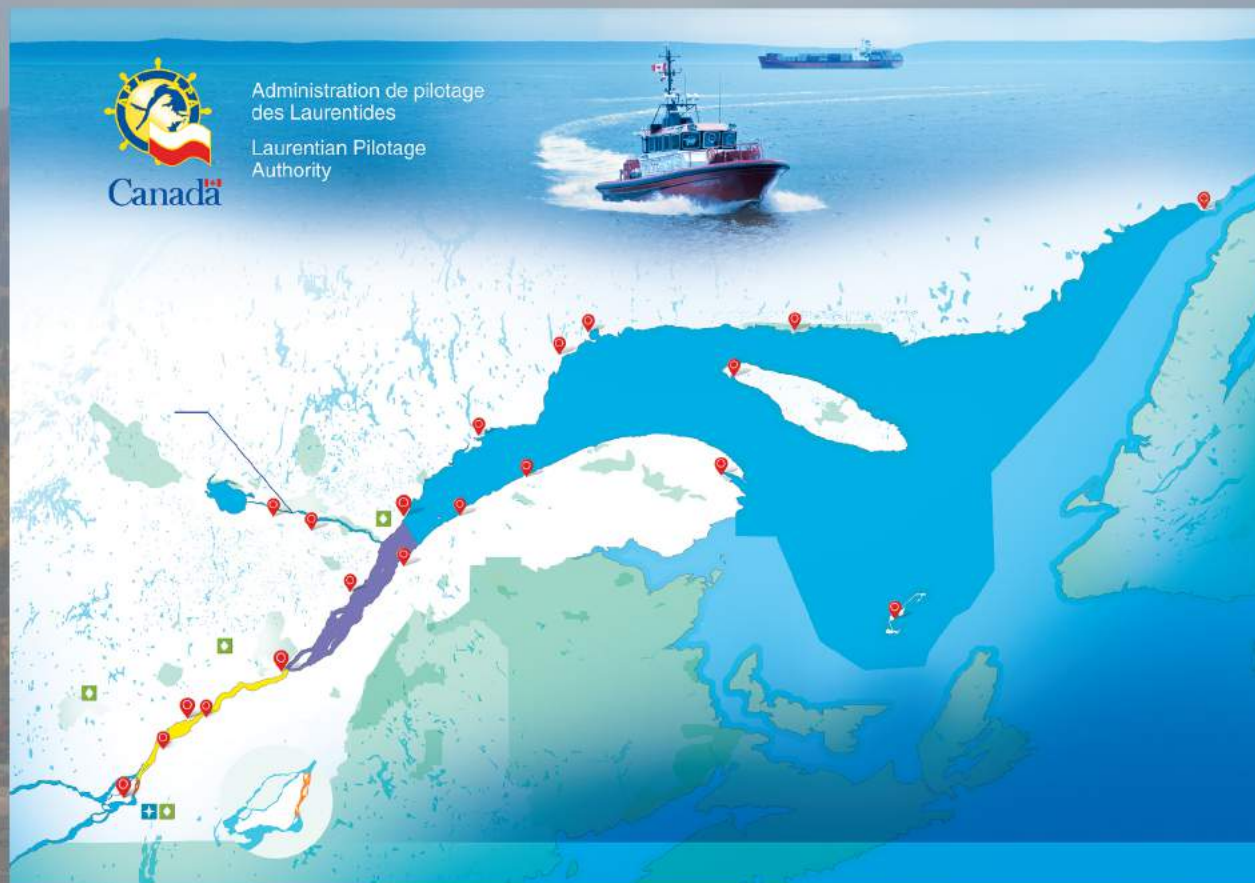 Administration de pilotage
des Laurentides
Laurentian Pilotage
Authority
Canada